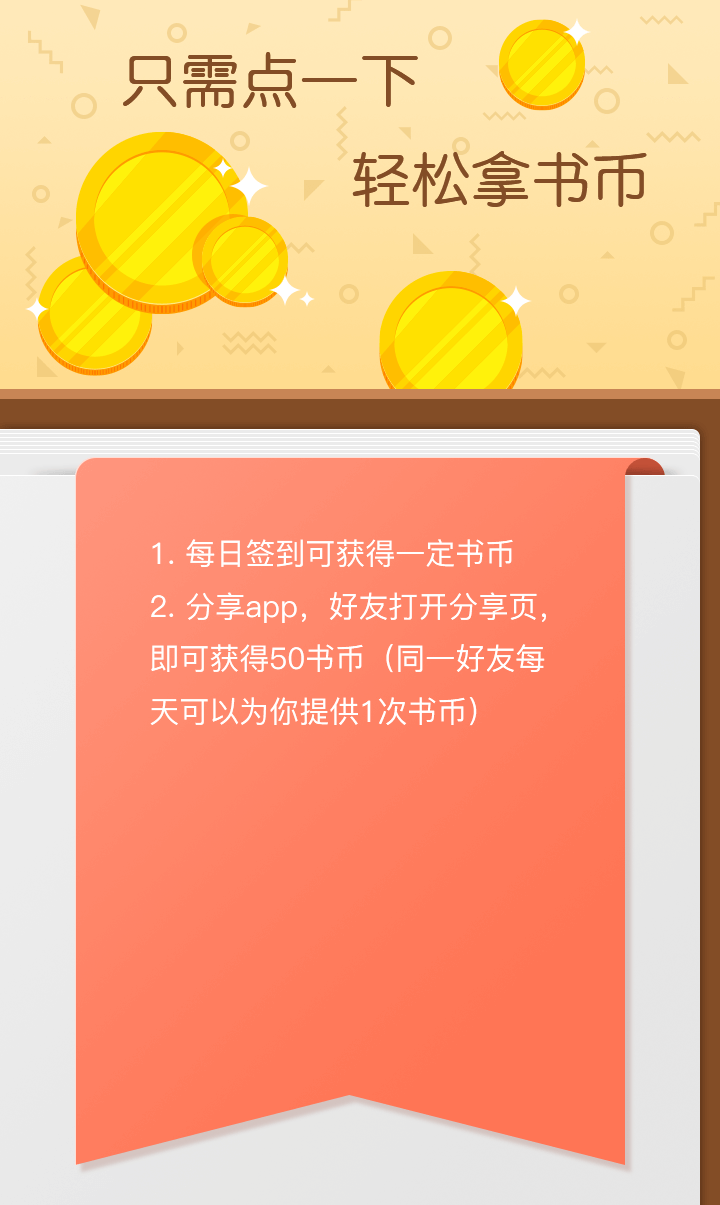 只需点一下
轻松拿书币
1. 每日签到可获得一定书币
2. 分享app，好友打开分享页，
即可获得50书币（同一好友每
天可以为你提供1次书币）